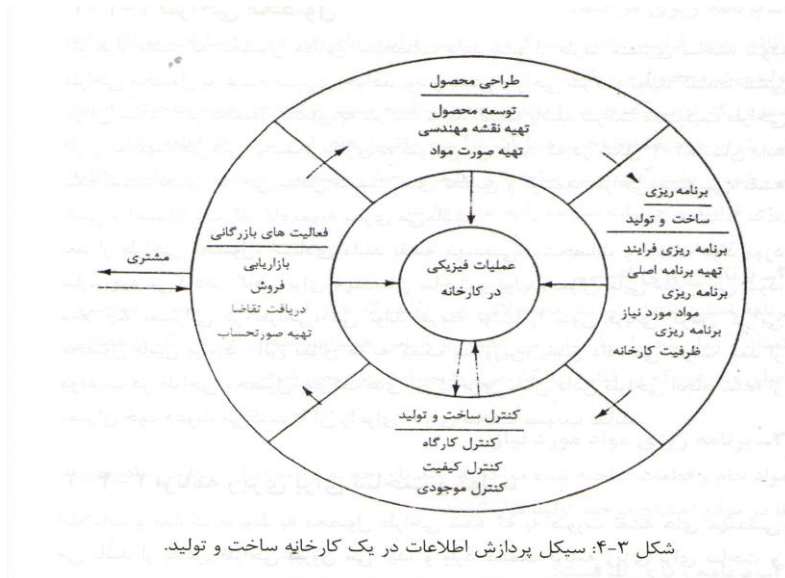 طراحی محصول
توسعه محصول
تهیه نقشه مهندسی
تهیه صورت مواد
برنامه ریزی
ساخت و تولید
برنامه ریزی فرایند
تهیه برنامه اصلی
برنامه ریزی
مواد مورد نیاز
برنامه ریزی
ظرفیت کارخانه
عملیات فیزیکی
در کارخانه
فعالیت های بازرگانی
بازاریابی
فروش
دریافت تقاضا
تهیه صورتحساب
مشتری
کنترل ساخت و تولید
کنترل کارگاه
کنترل کیفیت
کنترل موجودی
شکل ۳-۴: سیکل پردازش اطلاعات در یک کارخانه ساخت و تولید.